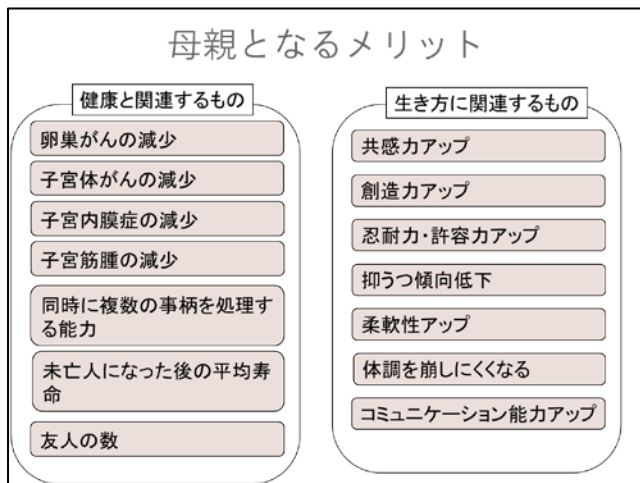 母親となるメリット
健康と関連するもの
卵巣がんの減少
子宮体がんの減少
子宮内膜症の減少
子宮筋腫の減少
同時に複数の事柄を処理す
る能力
未亡人になった後の平均寿
命
友人の数
生き方に関連するもの
共感力アップ
創造力アップ
忍耐力・許容力アップ
抑うつ傾向低下
柔軟性アップ
体調を崩しにくくなる
コミュニケーション能力アップ